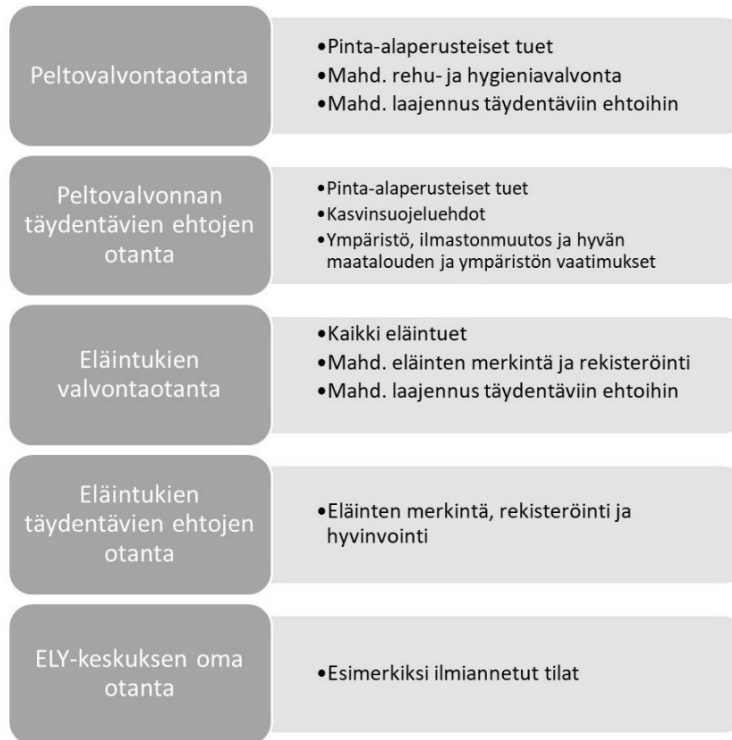 Peltovalvontaotanta
•Pinta-alaperusteiset tuet
•Mahd. rehu- ja hygieniavalvonta
•Mahd. laajennus täydentäviin ehtoihin
Peltovalvonnan
täydentävien ehtojen
otanta
•Pinta-alaperusteiset tuet
•Kasvinsuojeluehdot
•Ympäristö, ilmastonmuutos ja hyvän
maatalouden ja ympäristön vaatimukset
Eläintukien
valvontaotanta
•Kaikki eläintuet
•Mahd. eläinten merkintä ja rekisteröinti
•Mahd. laajennus täydentäviin ehtoihin
Eläintukien
täydentävien ehtojen
otanta
•Eläinten merkintä, rekisteröinti ja
hyvinvointi
ELY-keskuksen oma
otanta
•Esimerkiksi ilmiannetut tilat